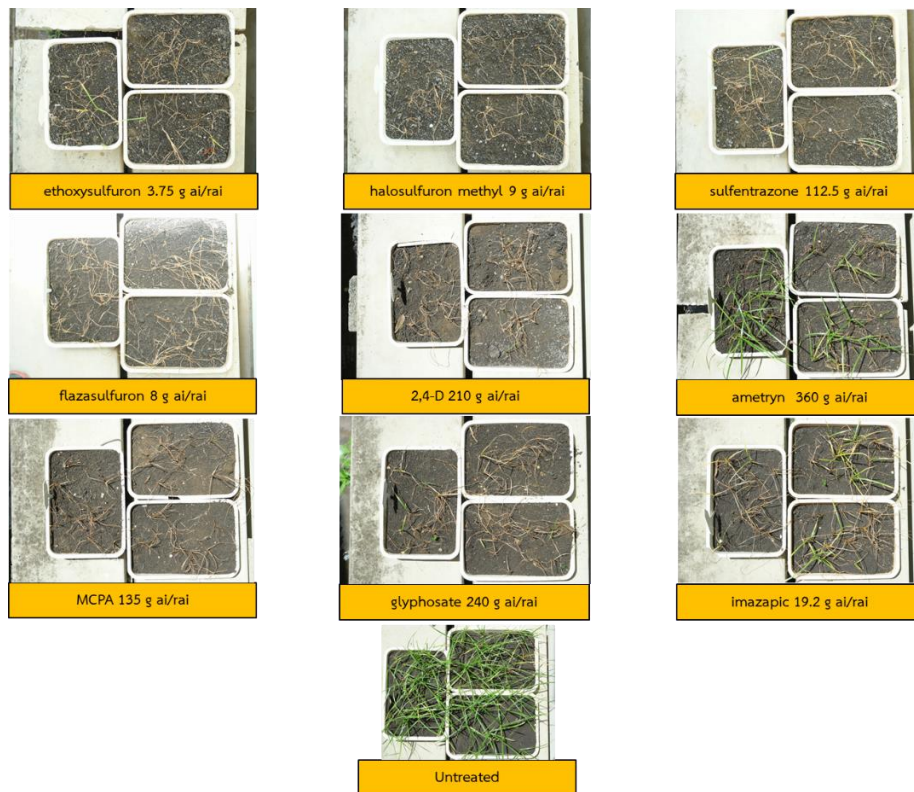 ethoxysulfuron 3.75 g ai/rai
halosulfuron methyl 9 g ai/rai
sulfentrazone 112.5 g ai/rai
flazasulfuron 8 g ai/rai
2,4-D 210 g ai/rai
ametryn 360 g ai/rai
MCPA 135 g ai/rai
glyphosate 240 g ai/rai
imazapic 19.2 g ai/rai
Untreated